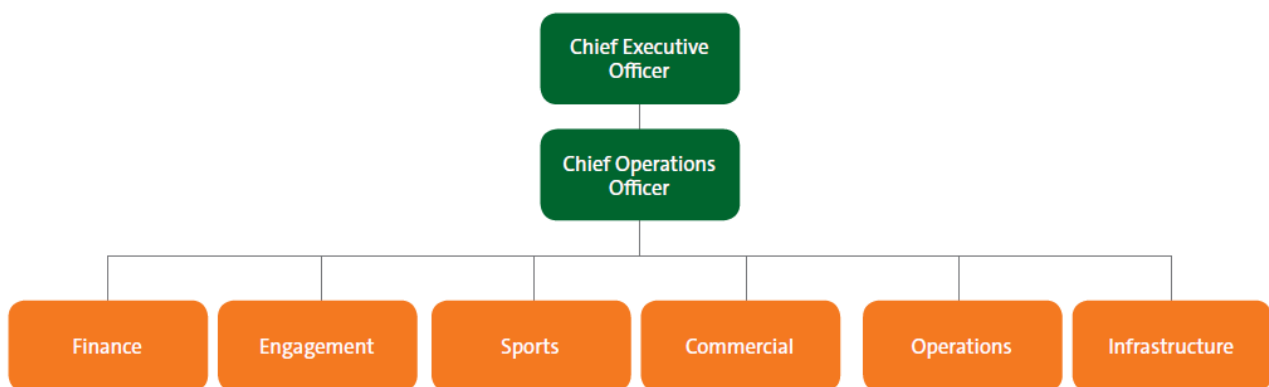 Chief Executive
Officer
Chief Operations
Officer
Finance
Engagement
Sports
Commercial
Operations
Infrastructure